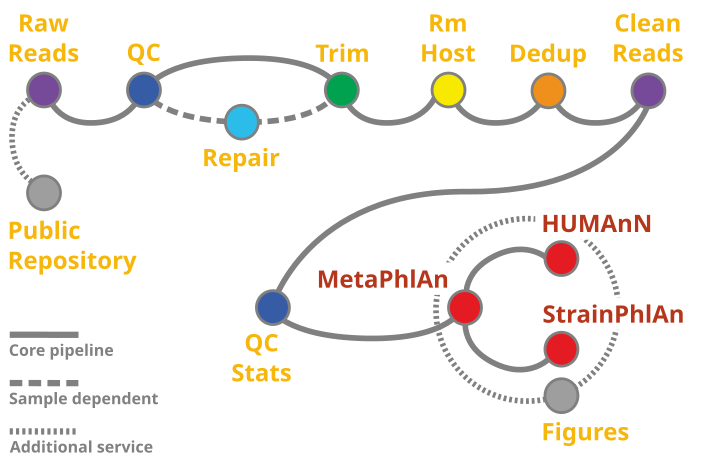 Raw
Reads
QC
Trim
Rm
Host
Dedup
Clean
Reads
Repair
Public
Repository
HUMAnN
MetaPhlAn
StrainPhlAn
QC
Stats
Figures
Core pipeline
Sample dependent
Additional service